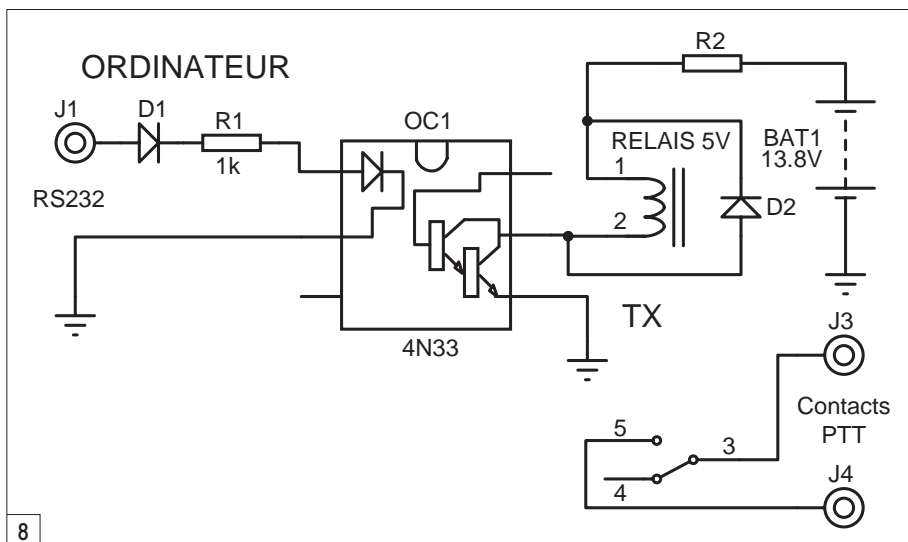 ORDINATEUR
J1
D1
R1
1k
RS232
OC1
4N33
R2
RELAIS 5V
1
2
D2
BAT1
13.8V
TX
J3
Contacts
PTT
J4
5
3
4
8